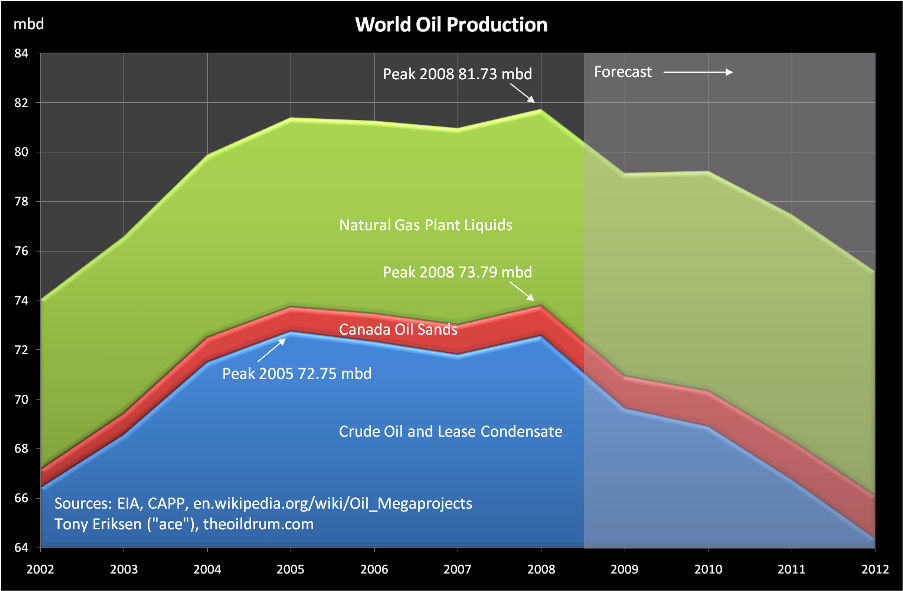 mbd
World Oil Production
84
82
80
78
76
74
72
70
68
66
64
Peak 2008 81.73 mbd
Forecast
Natural Gas Plant Liquids
Peak 2008 73.79 mbd
Canada Oil Sands
Peak 2005 72.75 mbd
Crude Oil and Lease Condensate
Sources: EIA, CAPP, en.wikipedia.org/wiki/Oil_Megaprojects
Tony Eriksen ("ace"), theoildrum.com
2002 2003 2004 2005 2006 2007 2008 2009 2010 2011 2012